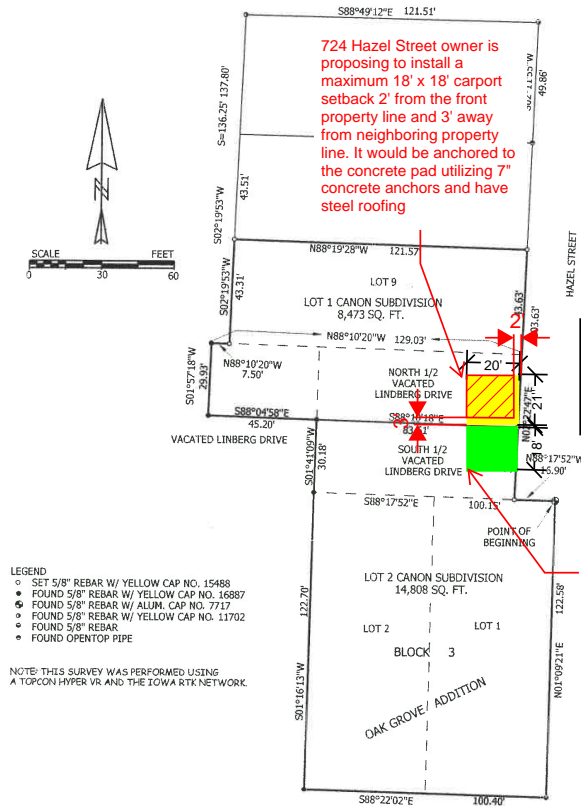 S88°49'12"E 121.51'
724 Hazel Street owner is
proposing to install a
maximum 18' x 18' carport
setback 2' from the front
property line and 3' away
from neighboring property
line. It would be anchored to
the concrete pad utilizing 7"
concrete anchors and have
steel roofing
S=136.25' 137.80'
49.86'
N
SCALE FEET
0 30 60
43.51'
S02°19'53"W
N88°19'28"W 121.57'
HAZEL STREET
S02°19'53"W
43.31'
LOT 9
LOT 1 CANON SUBDIVISION
8,473 SQ. FT.
N88°10'20"W 129.03'
2'
N88°10'20"W
7.50'
S01°57'18"W
29.93'
20'
21'
NORTH 1/2
VACATED
LINDBERG DRIVE
S88°04'58"E
45.20'
3'
VACATED LINBERG DRIVE
S01°41'09"W
30.18'
SOUTH 1/2
VACATED
LINDBERG DRIVE
18'
N88°17'52"W
16.90'
S88°17'52"E 100.15'
POINT OF
BEGINNING
LEGEND
SET 5/8" REBAR W/ YELLOW CAP NO. 15488
FOUND 5/8" REBAR W/ YELLOW CAP NO. 16887
FOUND 5/8" REBAR W/ ALUM. CAP NO. 7717
FOUND 5/8" REBAR W/ YELLOW CAP NO. 11702
FOUND 5/8" REBAR
FOUND OPENTOP PIPE
NOTE: THIS SURVEY WAS PERFORMED USING
A TOPCON HYPER VR AND THE IOWA RTK NETWORK.
122.70'
S01°16'13"W
LOT 2 CANON SUBDIVISION
14,808 SQ. FT.
LOT 2 LOT 1
BLOCK 3
OAK GROVE ADDITION
122.58'
N01°09'21"E
S88°22'02"E 100.40'